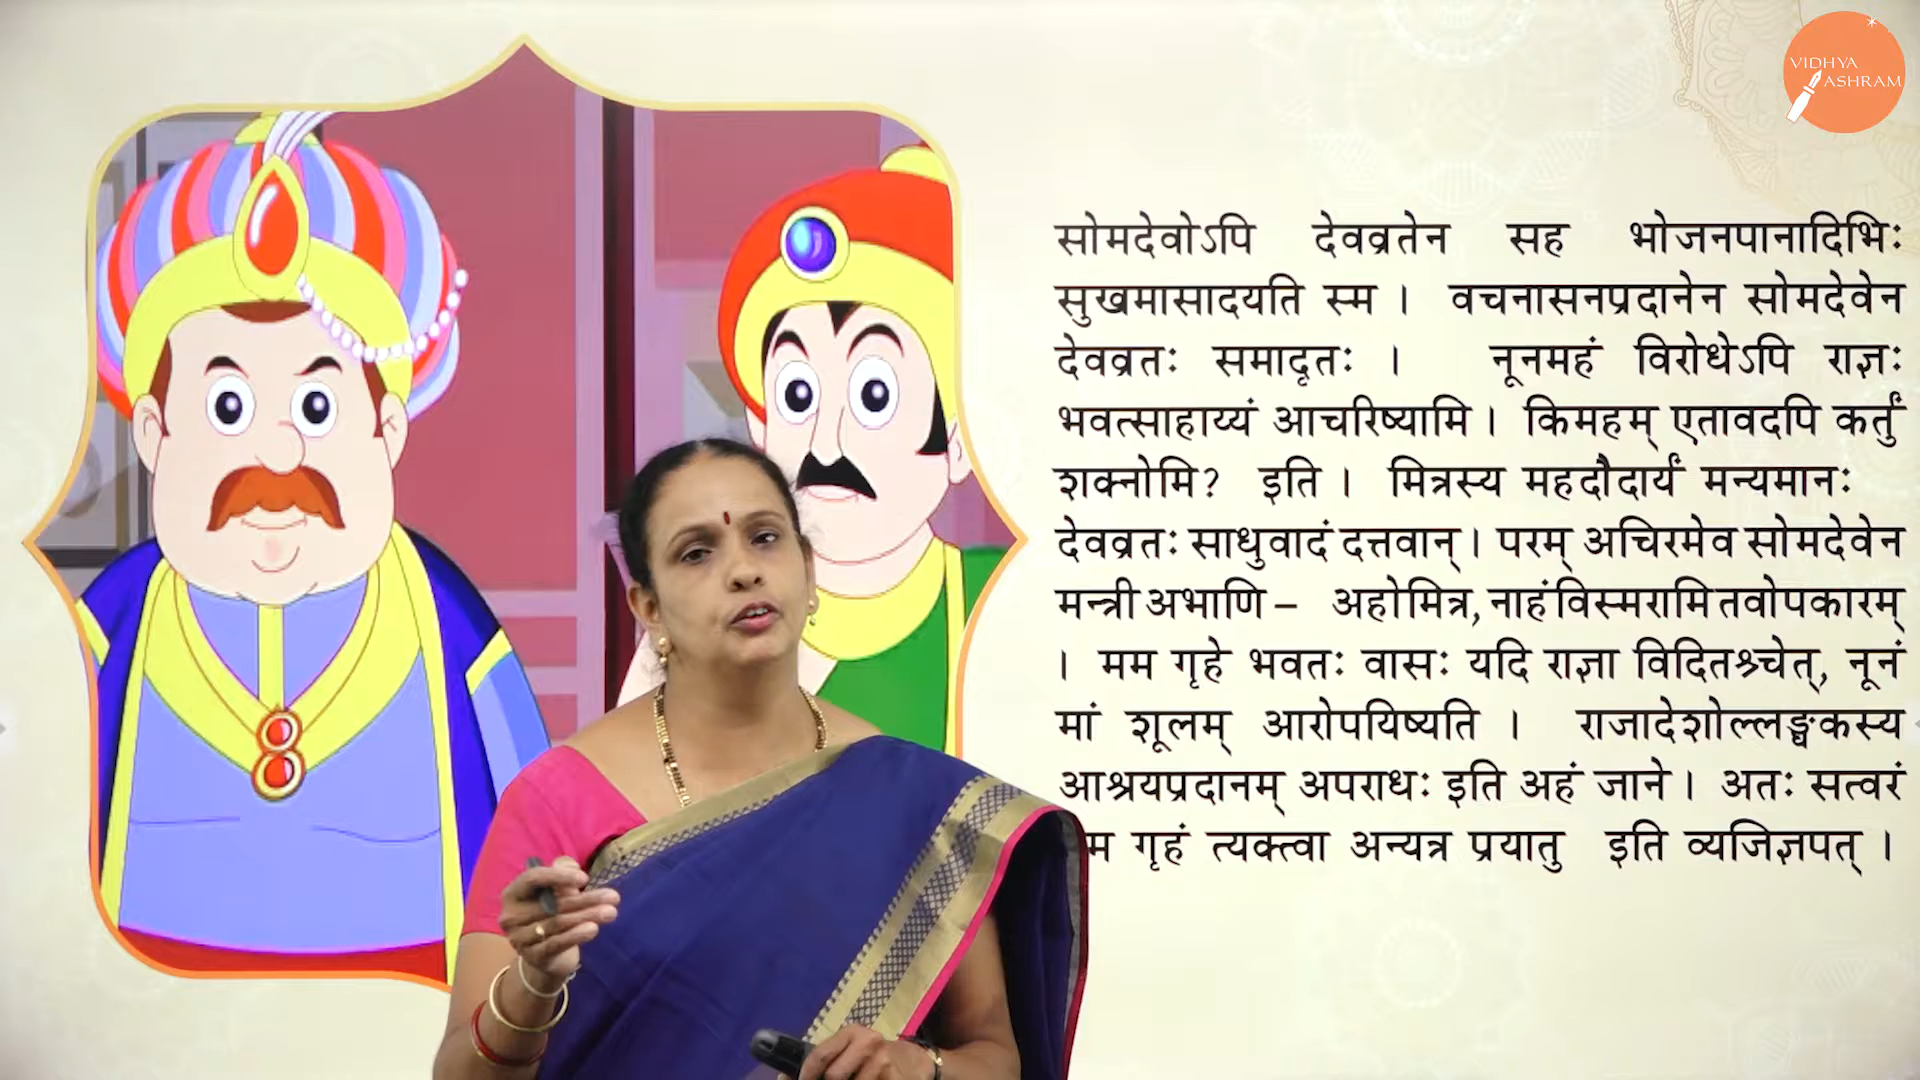 VIDHYA
ASHRAM
सोमदेवोऽपि देवव्रतेन सह भोजनपानादिभिः
सुखमासादयति स्म । वचनासनप्रदानेन सोमदेवेन
देवव्रतः समादृतः । नूनमहं विरोधेऽपि राज्ञः
भवत्साहाय्यं आचरिष्यामि । किमहम् एतावदपि कर्तुं
शक्नोमि? इति । मित्रस्य महदौदार्यं मन्यमानः
देवव्रतः साधुवादं दत्तवान् । परम् अचिरमेव सोमदेवेन
मन्त्री अभाणि – अहो मित्र, नाहं विस्मरामि तवोपकारम्
। मम गृहे भवतः वासः यदि राज्ञा विदितश्चेत्, नूनं
मां शूलम् आरोपयिष्यति । राजादेशोल्लङ्घकस्य
आश्रयप्रदानम् अपराधः इति अहं जाने । अतः सत्वरं
गृहं त्यक्त्वा अन्यत्र प्रयातु इति व्यजिज्ञपत् ।